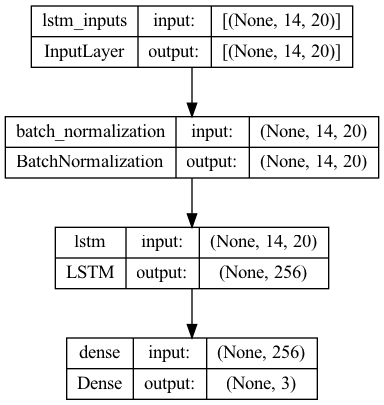 lstm_inputs input: [(None, 14, 20)]
InputLayer output: [(None, 14, 20)]
batch_normalization input: (None, 14, 20)
BatchNormalization output: (None, 14, 20)
lstm input: (None, 14, 20)
LSTM output: (None, 256)
dense input: (None, 256)
Dense output: (None, 3)